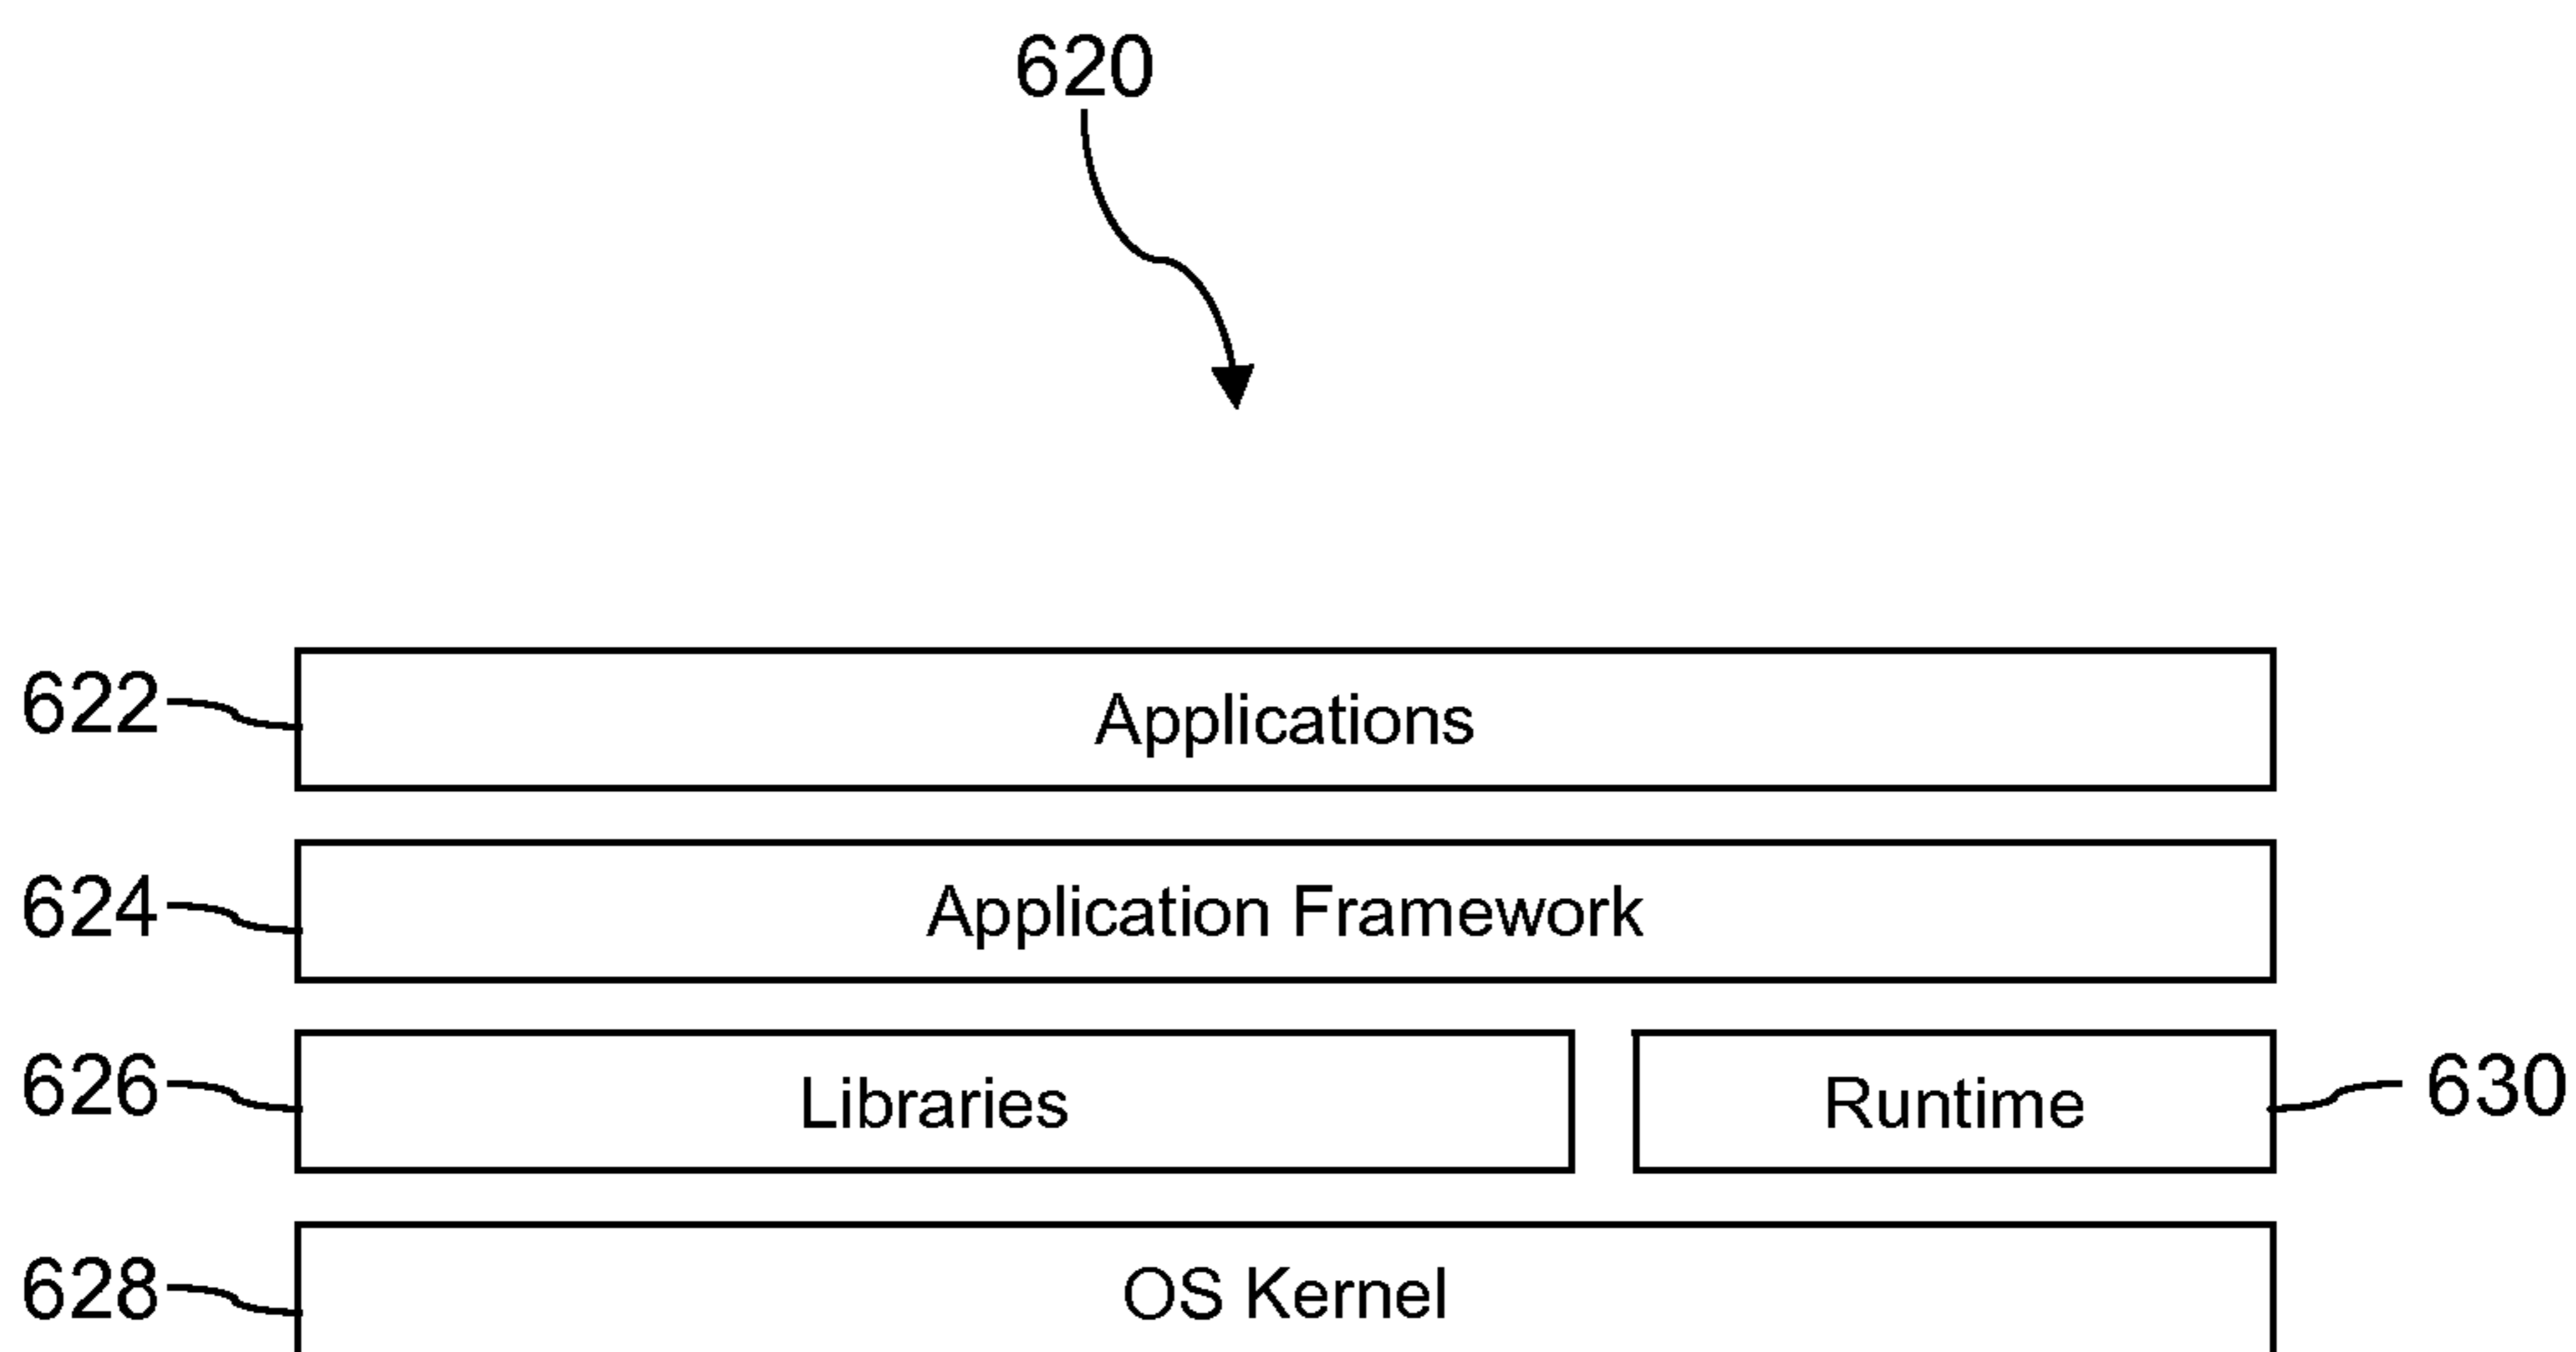 620
622 Applications
624 Application Framework
626 Libraries Runtime 630
628 OS Kernel